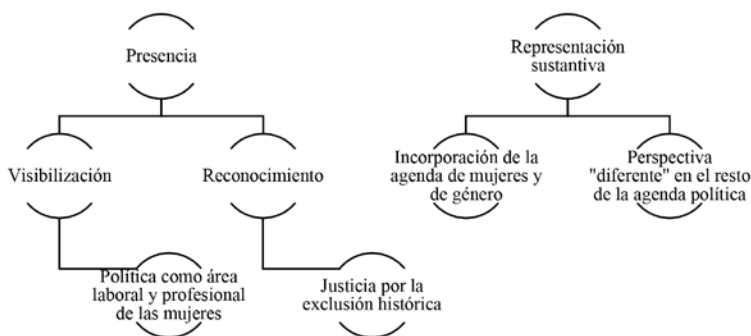 Presencia
Representación
sustantiva
Visibilización
Reconocimiento
Incorporación de la
agenda de mujeres y
de género
Perspectiva
"diferente" en el resto
de la agenda política
Política como área
laboral y profesional
de las mujeres
Justicia por la
exclusión histórica